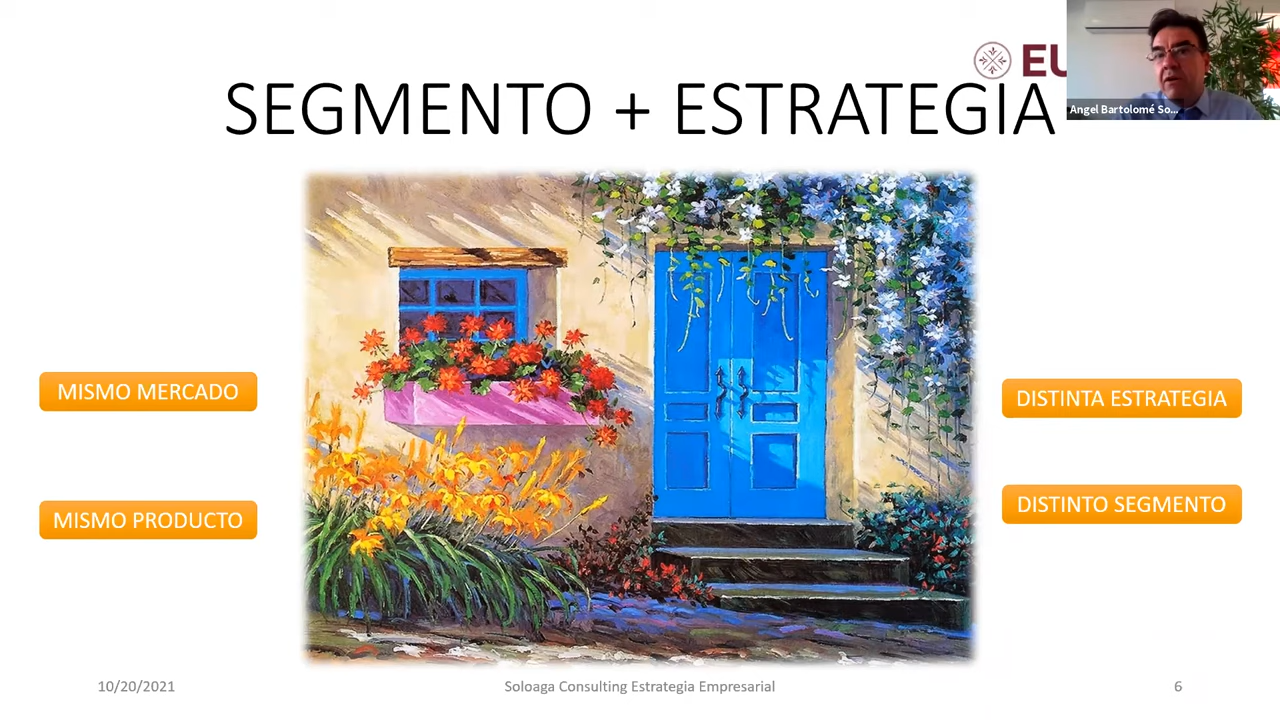 EU
SEGMENTO + ESTRATEGIA
Angel Bartolomé So...
MISMO MERCADO
DISTINTA ESTRATEGIA
MISMO PRODUCTO
DISTINTO SEGMENTO
10/20/2021
Soloaga Consulting Estrategia Empresarial
6